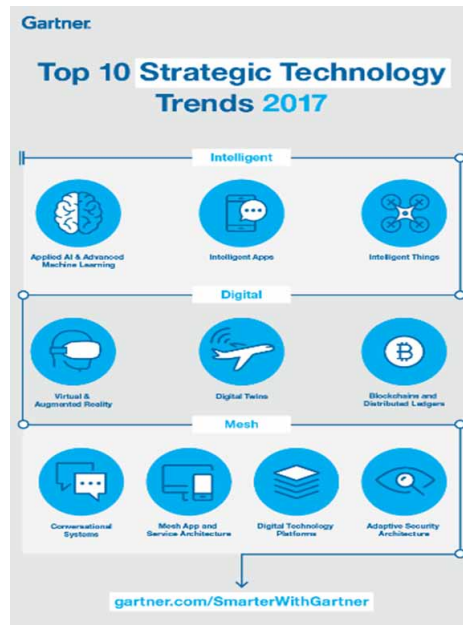 Gartner.
Top 10 Strategic Technology
Trends 2017
Intelligent
Applied AI & Advanced
Machine Learning
Intelligent Apps
Intelligent Things
Digital
Virtual &
Augmented Reality
Digital Twins
Blockchains and
Distributed Ledgers
Mesh
Conversational
Systems
Mesh App and
Service Architecture
Digital Technology
Platforms
Adaptive Security
Architecture
gartner.com/SmarterWithGartner